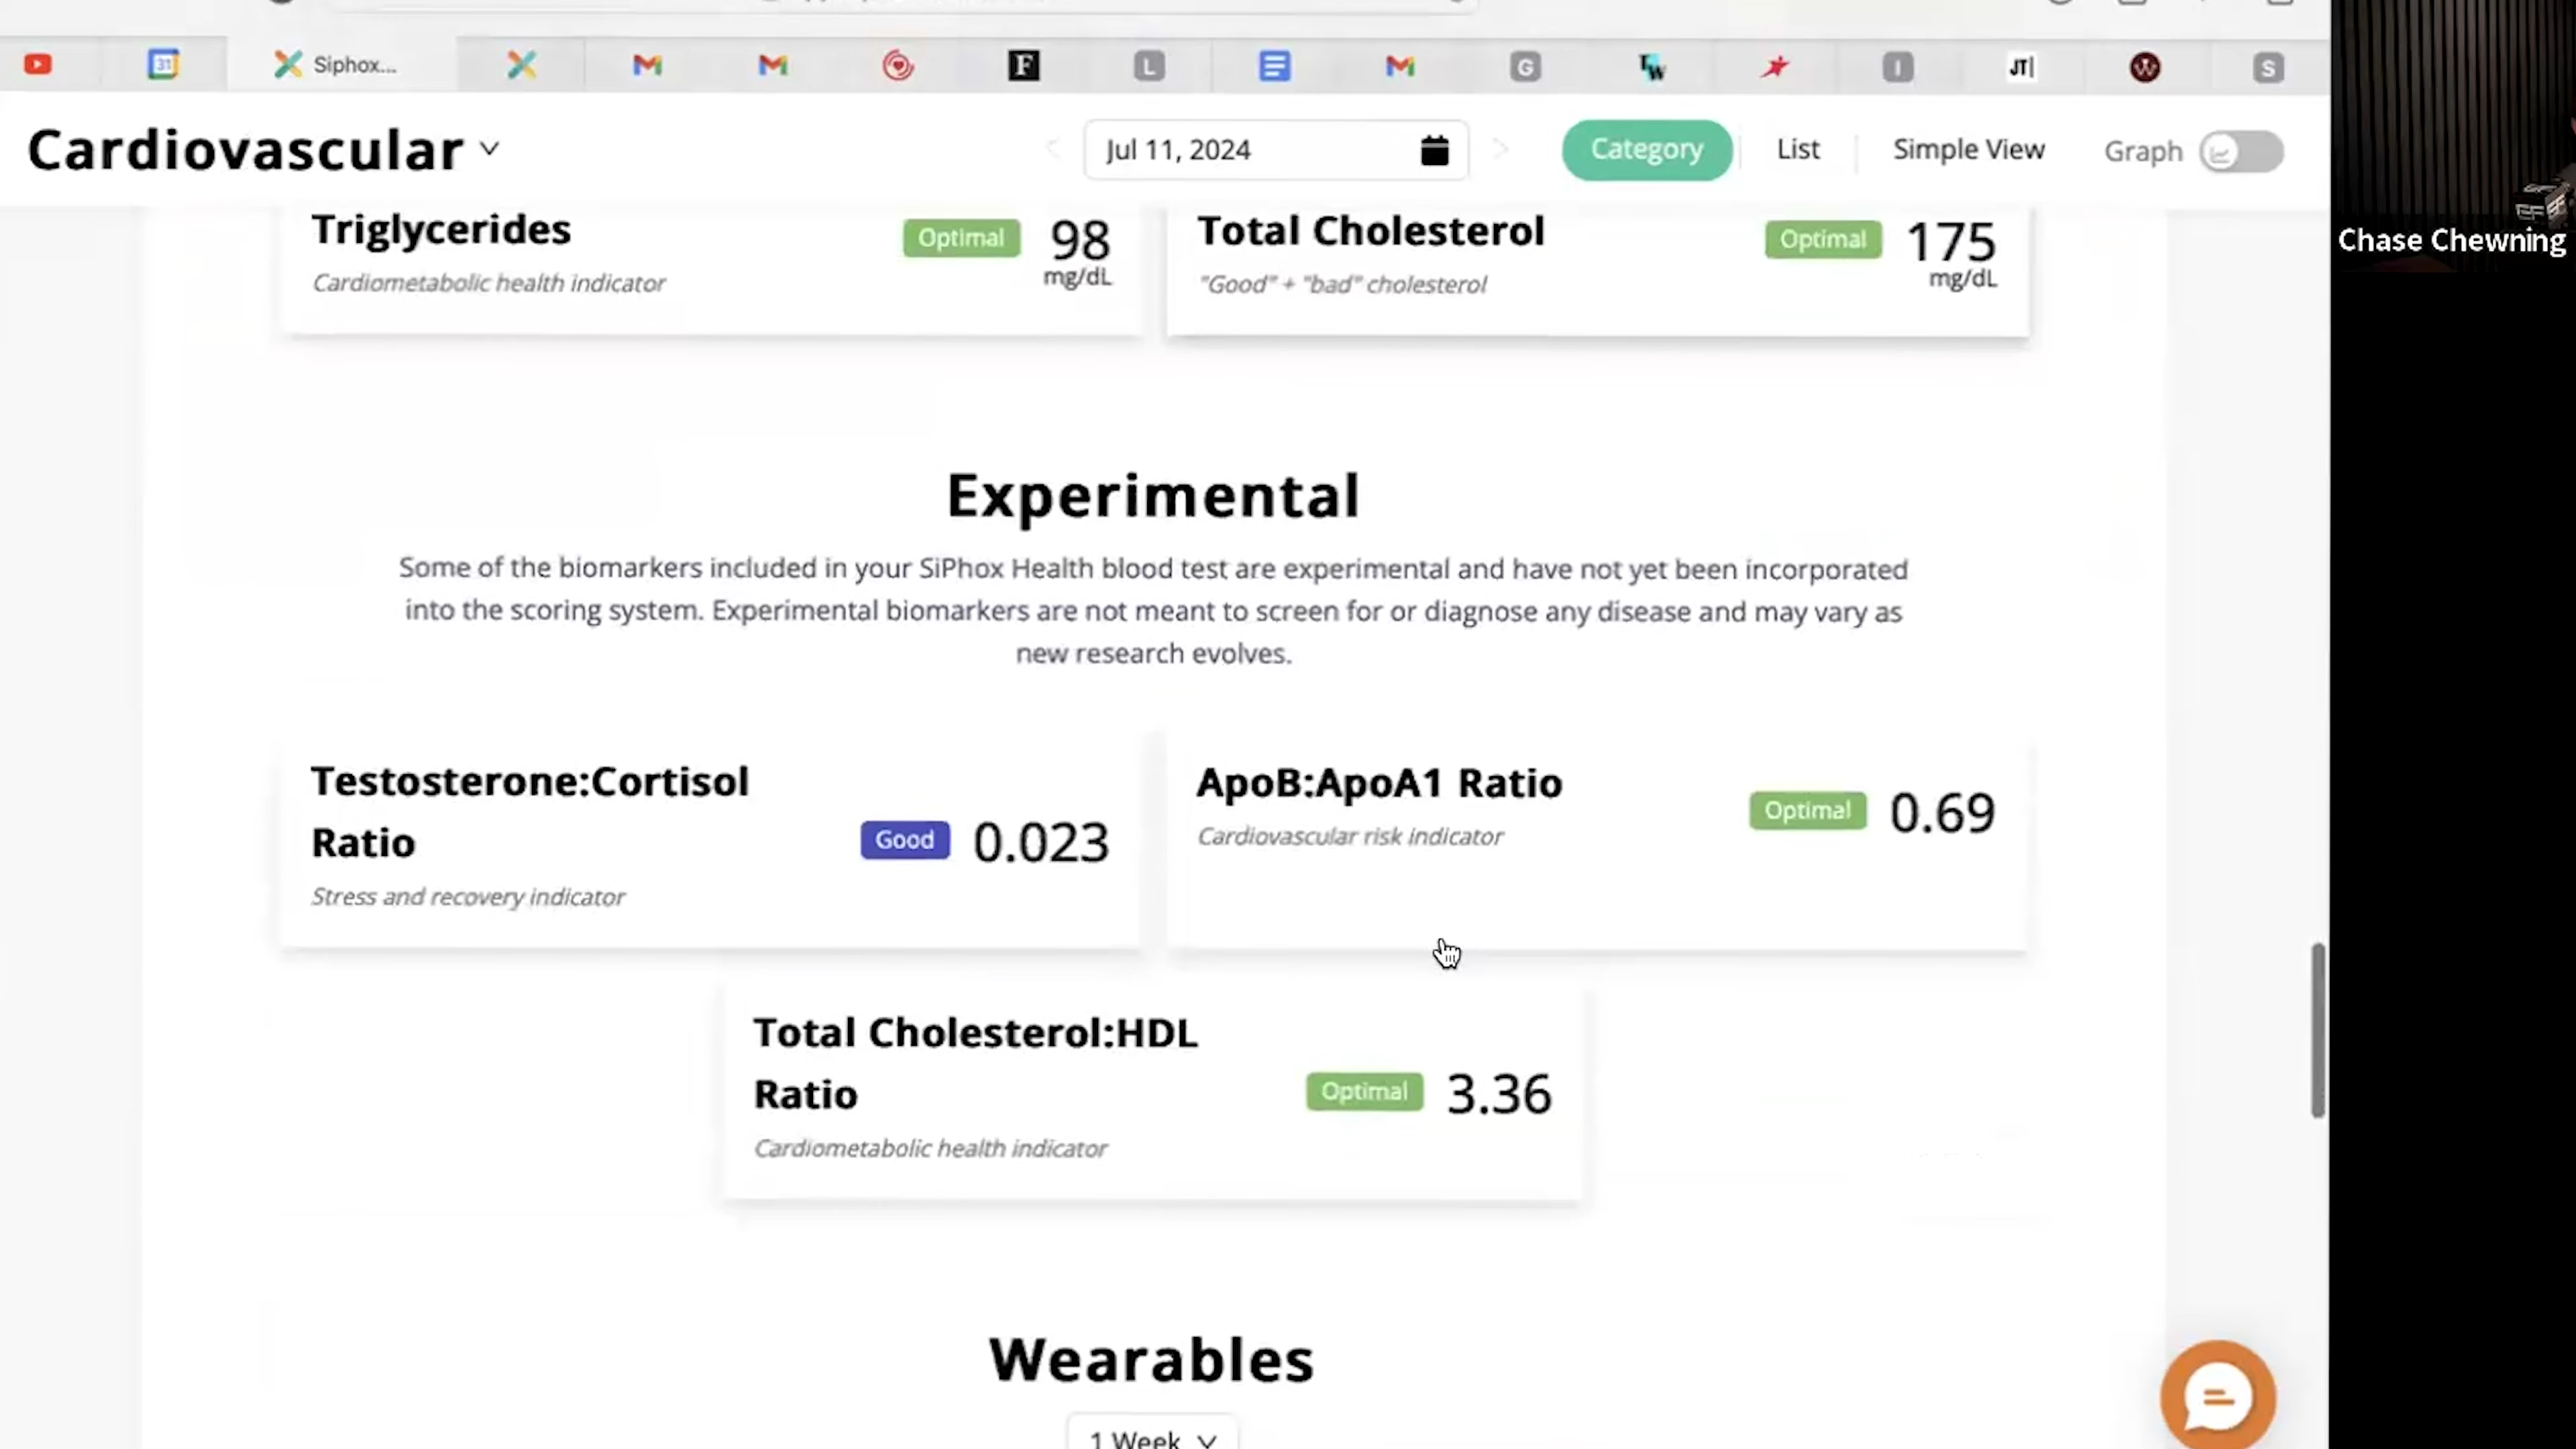 31
Siphox...
F
L
G
TW
I
JT|
W
S
Cardiovascular
Jul 11, 2024
Category
List
Simple View
Graph
Chase Chewning
Triglycerides
Optimal
98
Cardiometabolic health indicator
mg/dL
Total Cholesterol
Optimal
175
"Good" + "bad" cholesterol
mg/dL
Experimental
Some of the biomarkers included in your SiPhox Health blood test are experimental and have not yet been incorporated
into the scoring system. Experimental biomarkers are not meant to screen for or diagnose any disease and may vary as
new research evolves.
Testosterone:Cortisol
Ratio
Good
0.023
Stress and recovery indicator
ApoB:ApoA1 Ratio
Optimal
0.69
Cardiovascular risk indicator
Total Cholesterol:HDL
Ratio
Optimal
3.36
Cardiometabolic health indicator
Wearables
1 Week